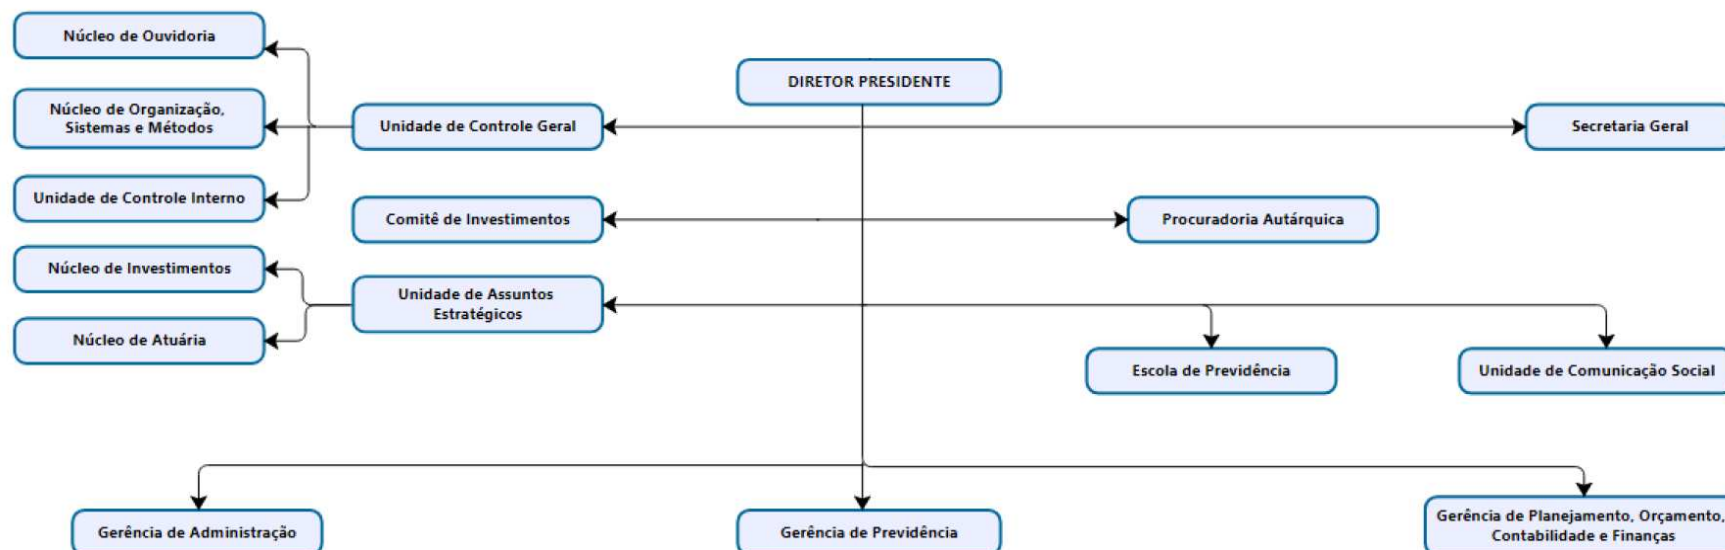 Núcleo de Ouvidoria
DIRETOR PRESIDENTE
Núcleo de Organização,
Sistemas e Métodos
Unidade de Controle Geral
Secretaria Geral
Unidade de Controle Interno
Comitê de Investimentos
Procuradoria Autárquica
Núcleo de Investimentos
Unidade de Assuntos
Estratégicos
Núcleo de Atuária
Escola de Previdência
Unidade de Comunicação Social
Gerência de Administração
Gerência de Previdência
Gerência de Planejamento, Orçamento,
Contabilidade e Finanças